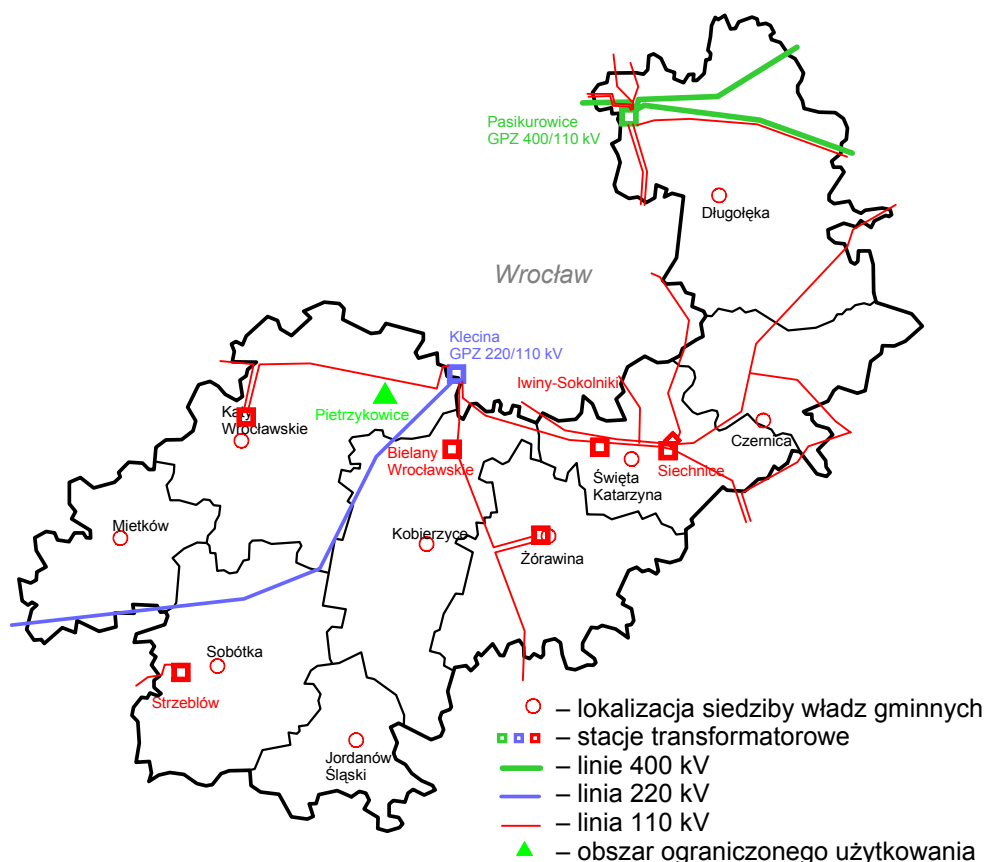 Pasikurowice
GPZ 400/110 kV
Długołęka
Wrocław
Klecina
GPZ 220/110 kV
Iwiny-Sokolniki
Pietrzykowice
Kąty
Wrocławskie
Bielany
Wrocławskie
Czernica
Święta
Katarzyna
Siechnice
Mietków
Kobierzyce
Żórawina
Sobótka
Strzeblów
Jordanów
Śląski
– lokalizacja siedziby władz gminnych
– stacje transformatorowe
– linie 400 kV
– linia 220 kV
– linia 110 kV
– obszar ograniczonego użytkowania